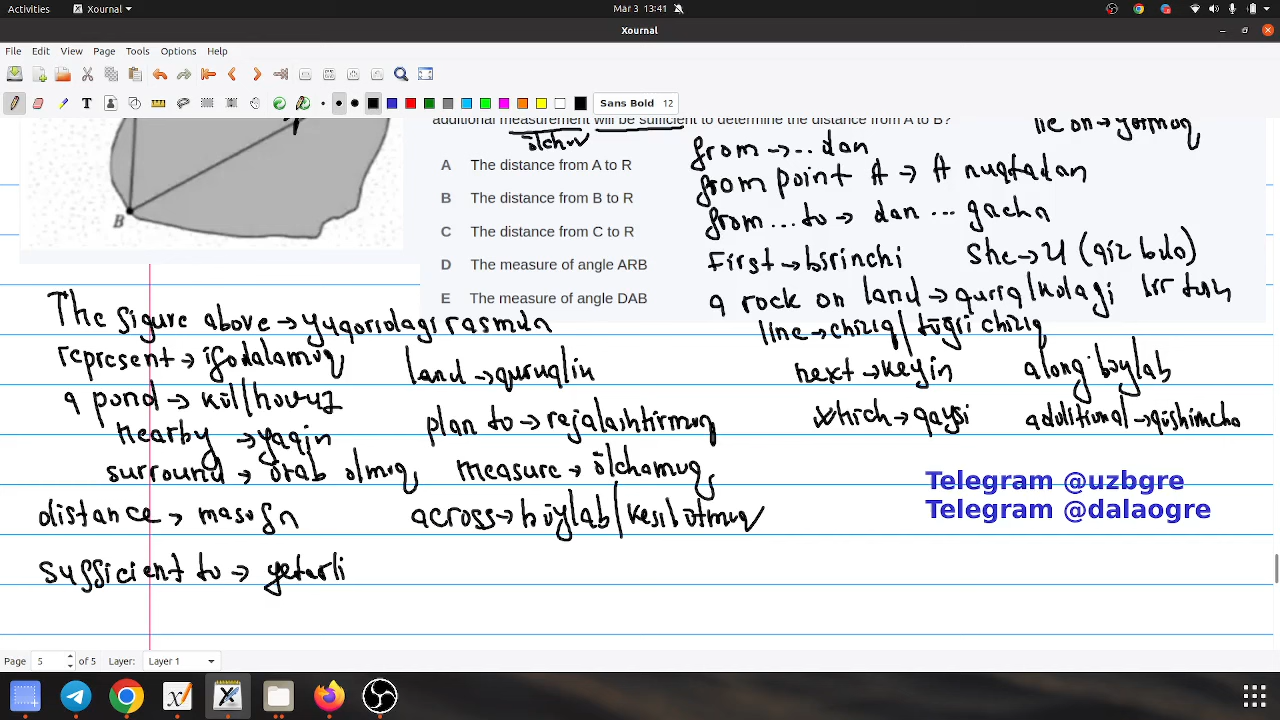 Activities Xournal Mar 3 13:41
Xournal
File Edit View Page Tools Options Help
Sans Bold 12
additional measurement will be sufficient to determine the distance from A to B?
o'lchov
A The distance from A to R
B The distance from B to R
C The distance from C to R
D The measure of angle ARB
E The measure of angle DAB
B
lie on → yotmoq
from → ... dan
from point A → A nuqtadan
from ... to → dan ... gacha
First → birinchi
She → U (qiz bola)
a rock on land → quruqlikdagi bir tosh
The figure above → yuqoridagi rasmda
line → chiziq/to'g'ri chiziq
represent → ifodalamoq
land → quruqlik
next → keyin
along bo'ylab
a pond → ko'l/hovuz
plan to → rejalashtirmoq
which → qaysi
additional → qo'shimcha
nearby → yaqin
surround → o'rab olmoq
measure → o'lchamoq
Telegram @uzbgre
Telegram @dalaogre
distance → masofa
across → bo'ylab/kesib o'tmoq
sufficient to → yetarli
Page 5 of 5 Layer: Layer 1